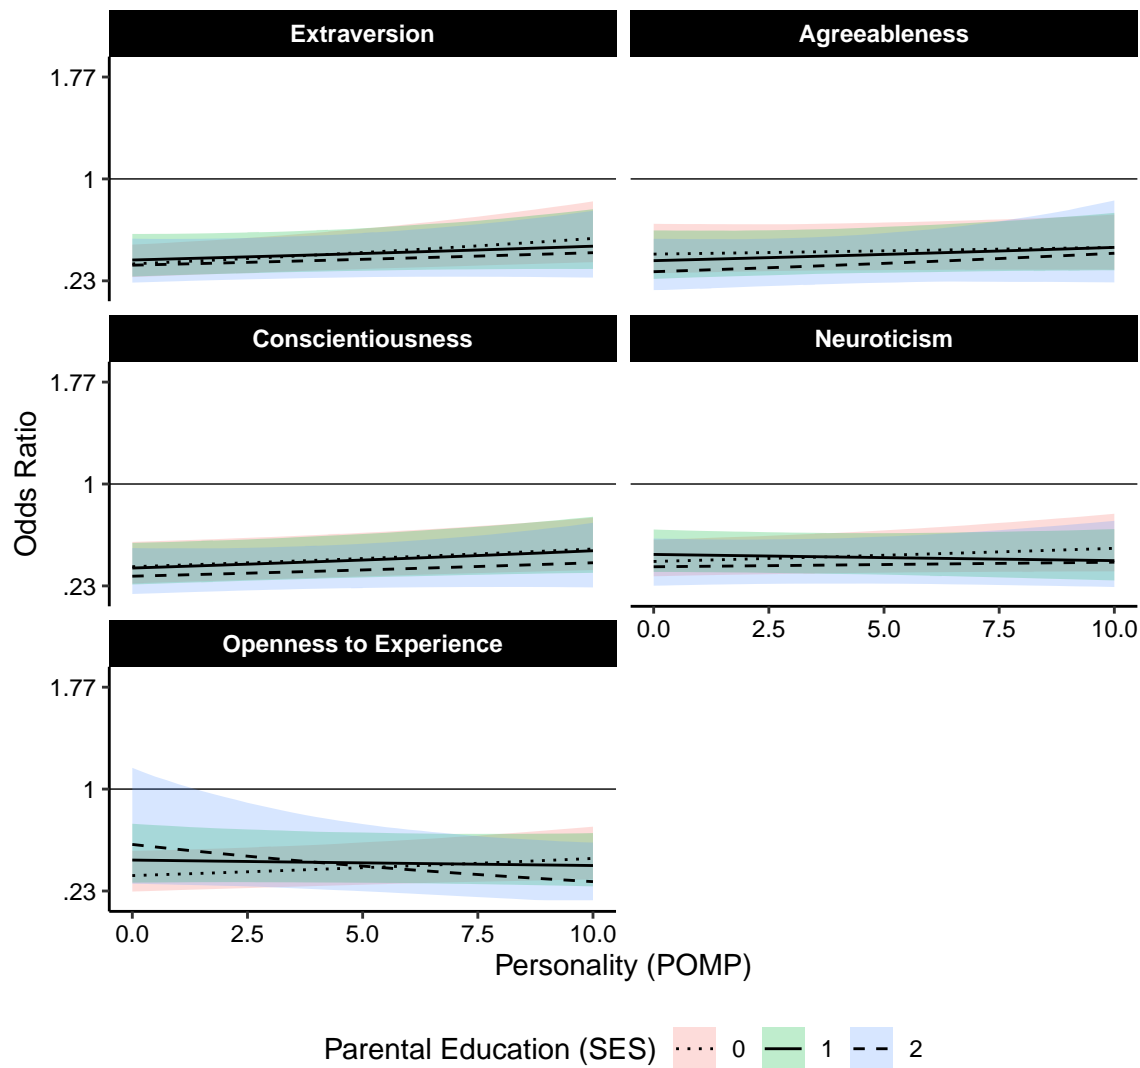 Extraversion
Agreeableness
1.77
1
.23
Conscientiousness
Neuroticism
1.77
1
.23
0.0 2.5 5.0 7.5 10.0
Openness to Experience
1.77
1
.23
0.0 2.5 5.0 7.5 10.0
Odds Ratio
Personality (POMP)
Parental Education (SES) 0 1 2